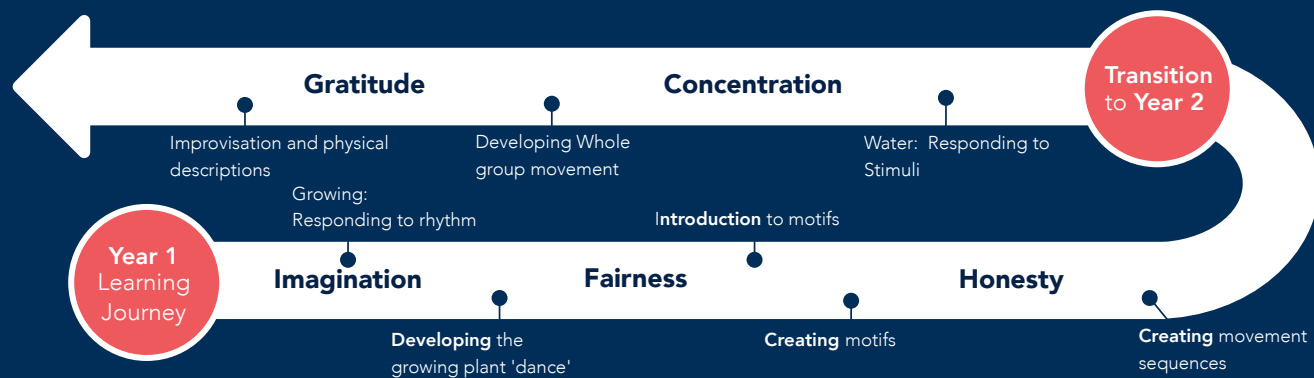 Gratitude
Concentration
Transition
to Year 2
Improvisation and physical
descriptions
Developing Whole
group movement
Water: Responding to
Stimuli
Growing:
Responding to rhythm
Introduction to motifs
Year 1
Learning
Journey
Imagination
Fairness
Honesty
Developing the
growing plant 'dance'
Creating motifs
Creating movement
sequences